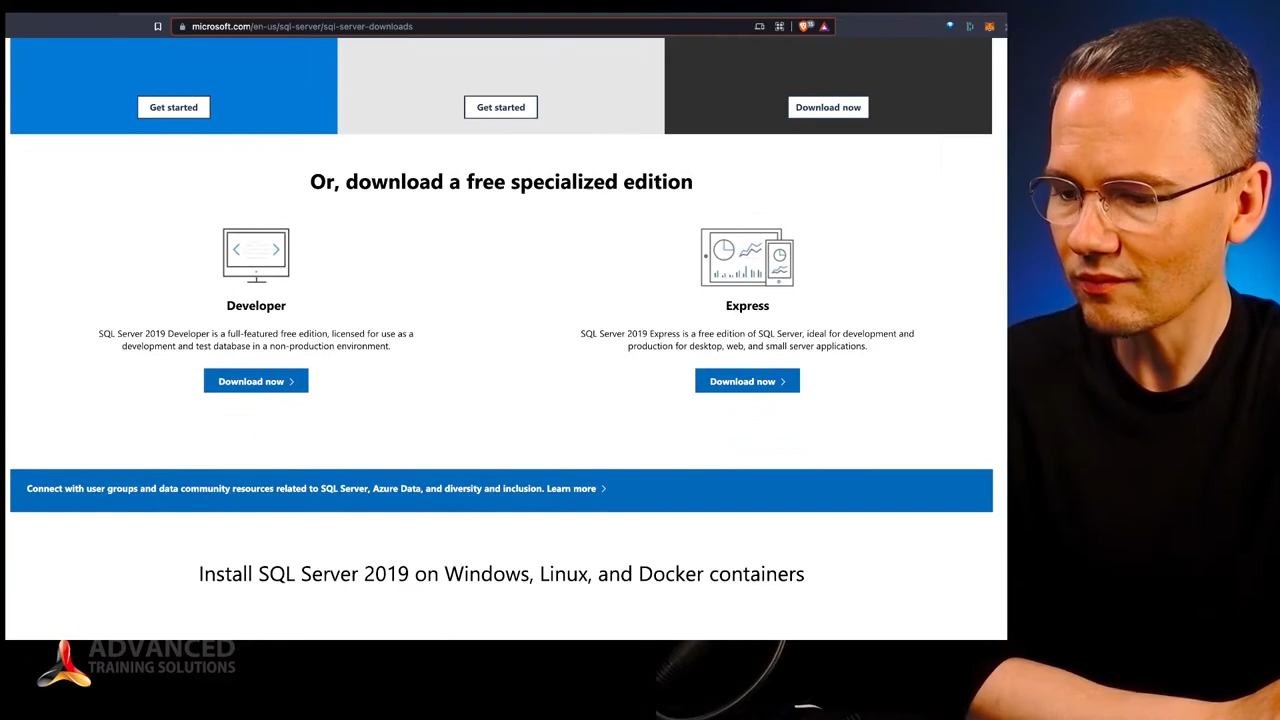 microsoft.com/en-us/sql-server/sql-server-downloads
Get started
Get started
Download now
Or, download a free specialized edition
Developer
SQL Server 2019 Developer is a full-featured free edition, licensed for use as a
development and test database in a non-production environment.
Download now
Express
SQL Server 2019 Express is a free edition of SQL Server, ideal for development and
production for desktop, web, and small server applications.
Download now
Connect with user groups and data community resources related to SQL Server, Azure Data, and diversity and inclusion. Learn more
Install SQL Server 2019 on Windows, Linux, and Docker containers
ADVANCED
TRAINING SOLUTIONS